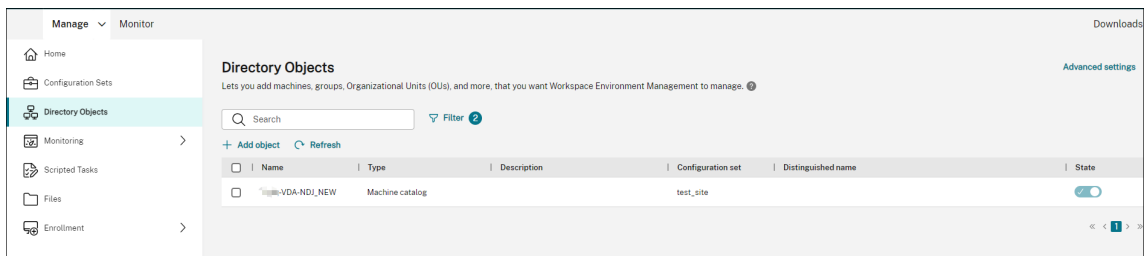 Manage Monitor Downloads
Home
Configuration Sets
Directory Objects
Monitoring
Scripted Tasks
Files
Enrollment
Directory Objects
Advanced settings
Lets you add machines, groups, Organizational Units (OUs), and more, that you want Workspace Environment Management to manage. ?
Search Filter 2
+ Add object Refresh
Name Type Description Configuration set Distinguished name State
-VDA-NDJ_NEW Machine catalog test_site
« < 1 > »